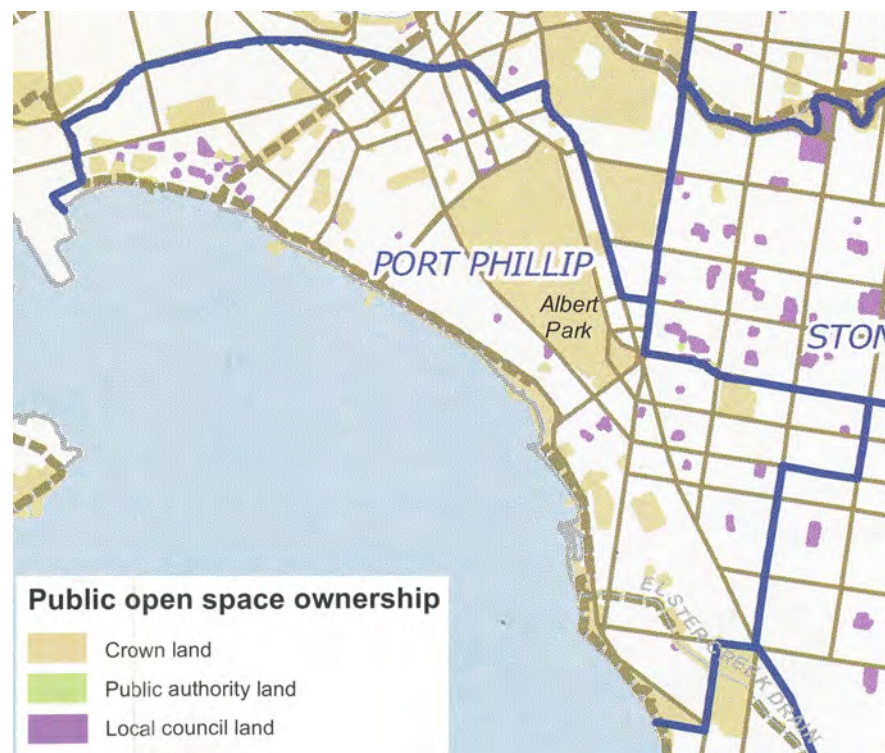 PORT PHILLIP
Albert
Park
STON
ELSTER CREEK DRAIN
Public open space ownership
Crown land
Public authority land
Local council land